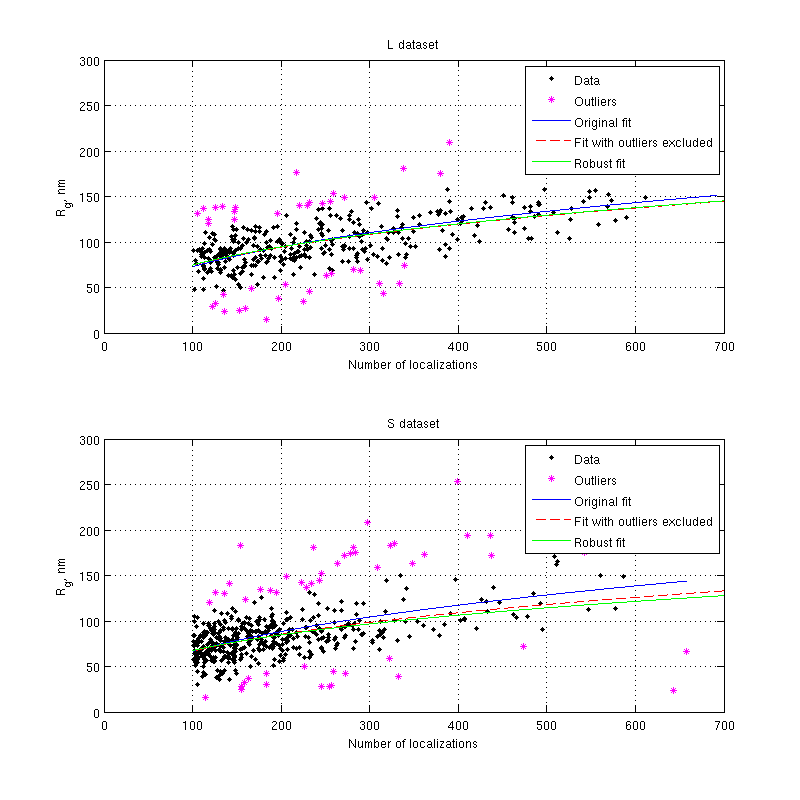 L dataset
300
250
200
150
100
50
0
R_g, nm
Data
Outliers
Original fit
Fit with outliers excluded
Robust fit
0 100 200 300 400 500 600 700
Number of localizations
S dataset
300
250
200
150
100
50
0
R_g, nm
Data
Outliers
Original fit
Fit with outliers excluded
Robust fit
0 100 200 300 400 500 600 700
Number of localizations